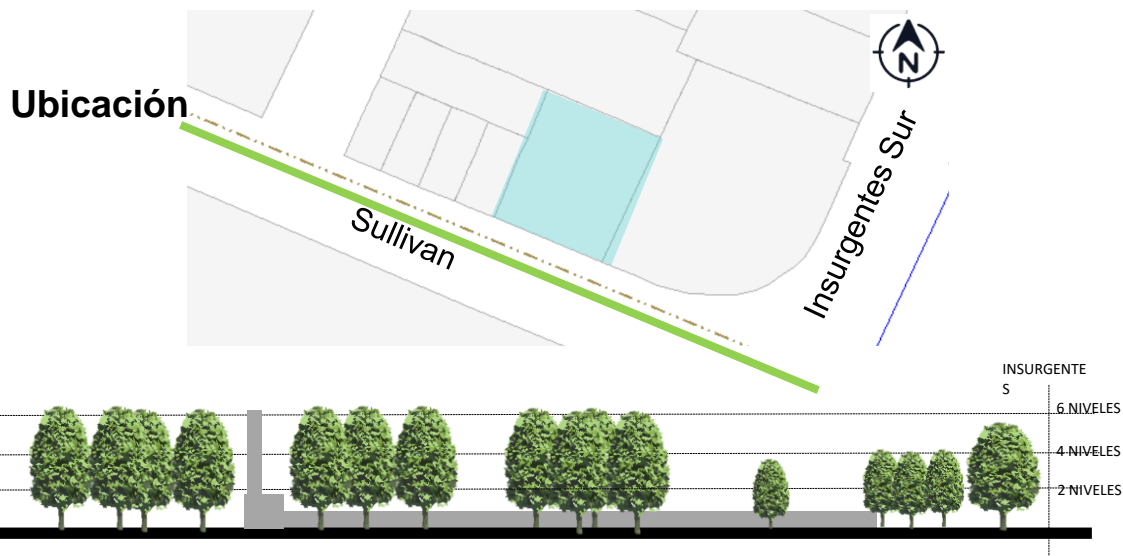 Ubicación
N
Sullivan
Insurgentes Sur
INSURGENTE
S
6 NIVELES
4 NIVELES
2 NIVELES